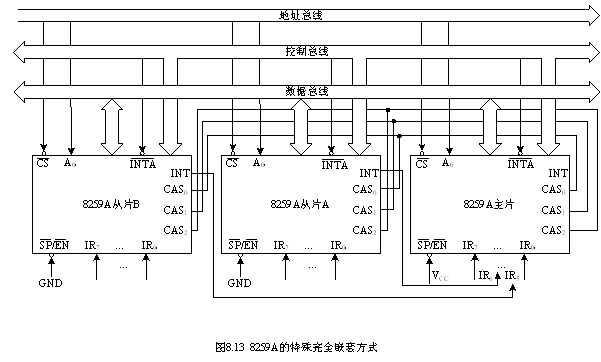 地址总线
控制总线
数据总线
CS A₀ INTA CS A₀ INTA CS A₀ INTA
INT INT INT
8259A从片B CAS₀ 8259A从片A CAS₀ 8259A主片 CAS₀
CAS₁ CAS₁ CAS₁
CAS₂ CAS₂ CAS₂
SP/EN IR₇ … IR₀ SP/EN IR₇ … IR₀ SP/EN IR₇ … IR₀
… … …
GND GND VCC IR₆ IR₃
图8.13 8259A的特殊完全嵌套方式